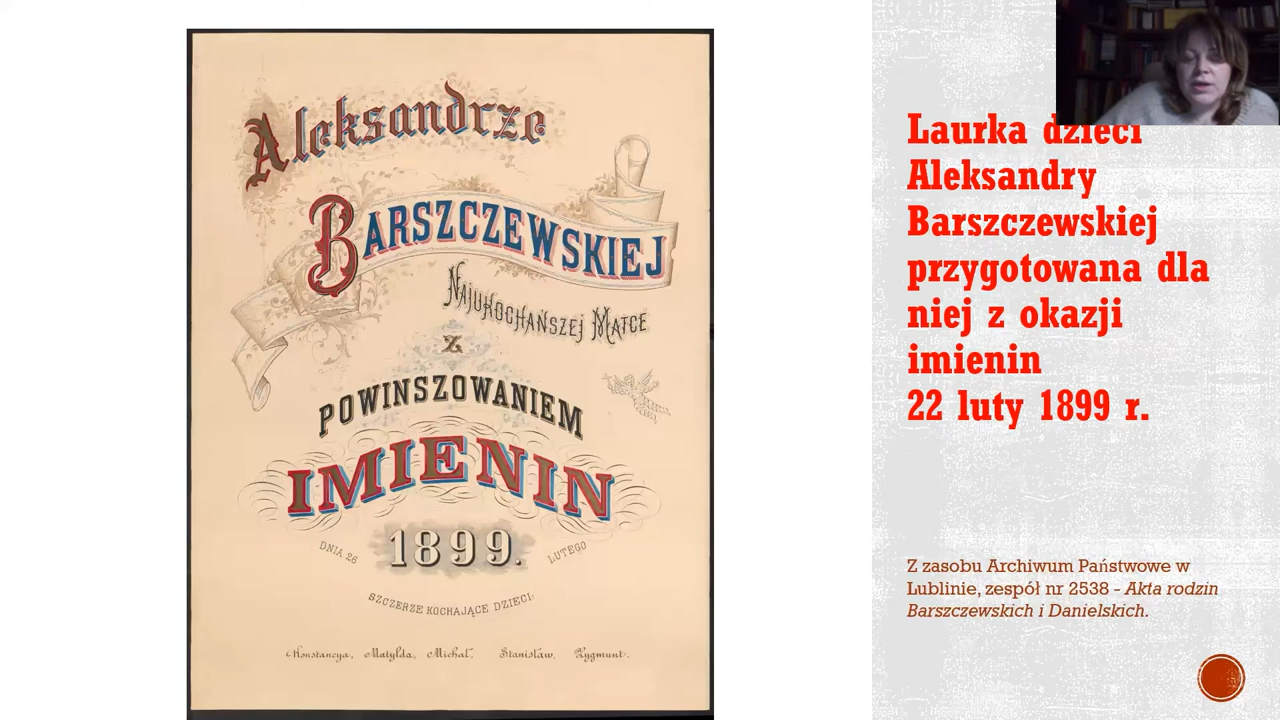 Aleksandrze
BARSZCZEWSKIEJ
NAJUKOCHAŃSZEJ MATCE
Z
POWINSZOWANIEM
IMIENIN
DNIA 26 1899. LUTEGO
SZCZERZE KOCHAJĄCE DZIECI:
Konstancya, Matylda, Michał, Stanisław, Zygmunt.
Laurka dzieci
Aleksandry
Barszczewskiej
przygotowana dla
niej z okazji
imienin
22 luty 1899 r.
Z zasobu Archiwum Państwowe w
Lublinie, zespół nr 2538 - Akta rodzin
Barszczewskich i Danielskich.